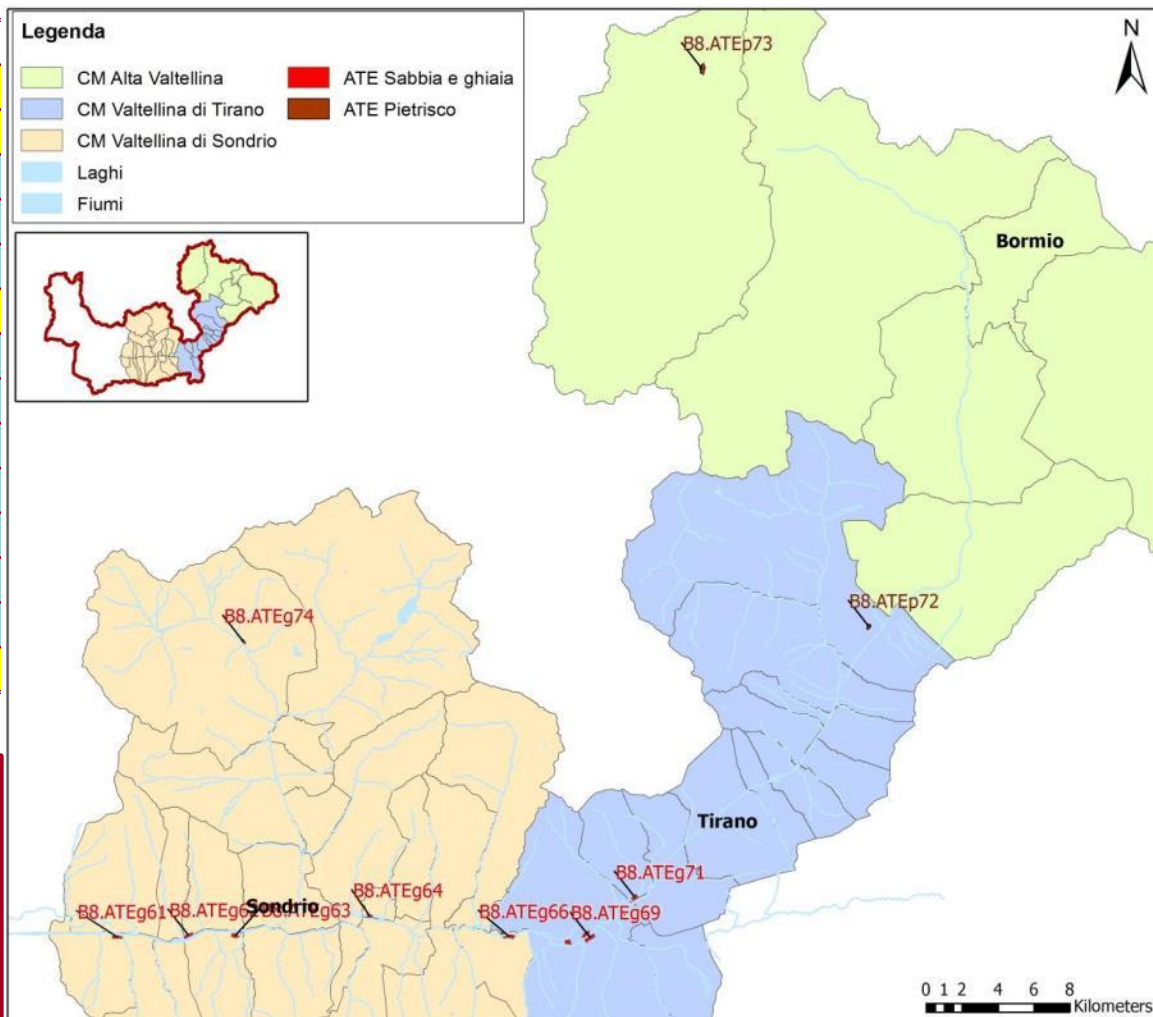 Legenda
CM Alta Valtellina
CM Valtellina di Tirano
CM Valtellina di Sondrio
Laghi
Fiumi
ATE Sabbia e ghiaia
ATE Pietrisco
N
B8.ATEp73
Bormio
B8.ATEg74
B8.ATEp72
Tirano
B8.ATEg71
Sondrio
B8.ATEg64
B8.ATEg61
B8.ATEg63
B8.ATEg66
B8.ATEg69
0 1 2 4 6 8
Kilometers